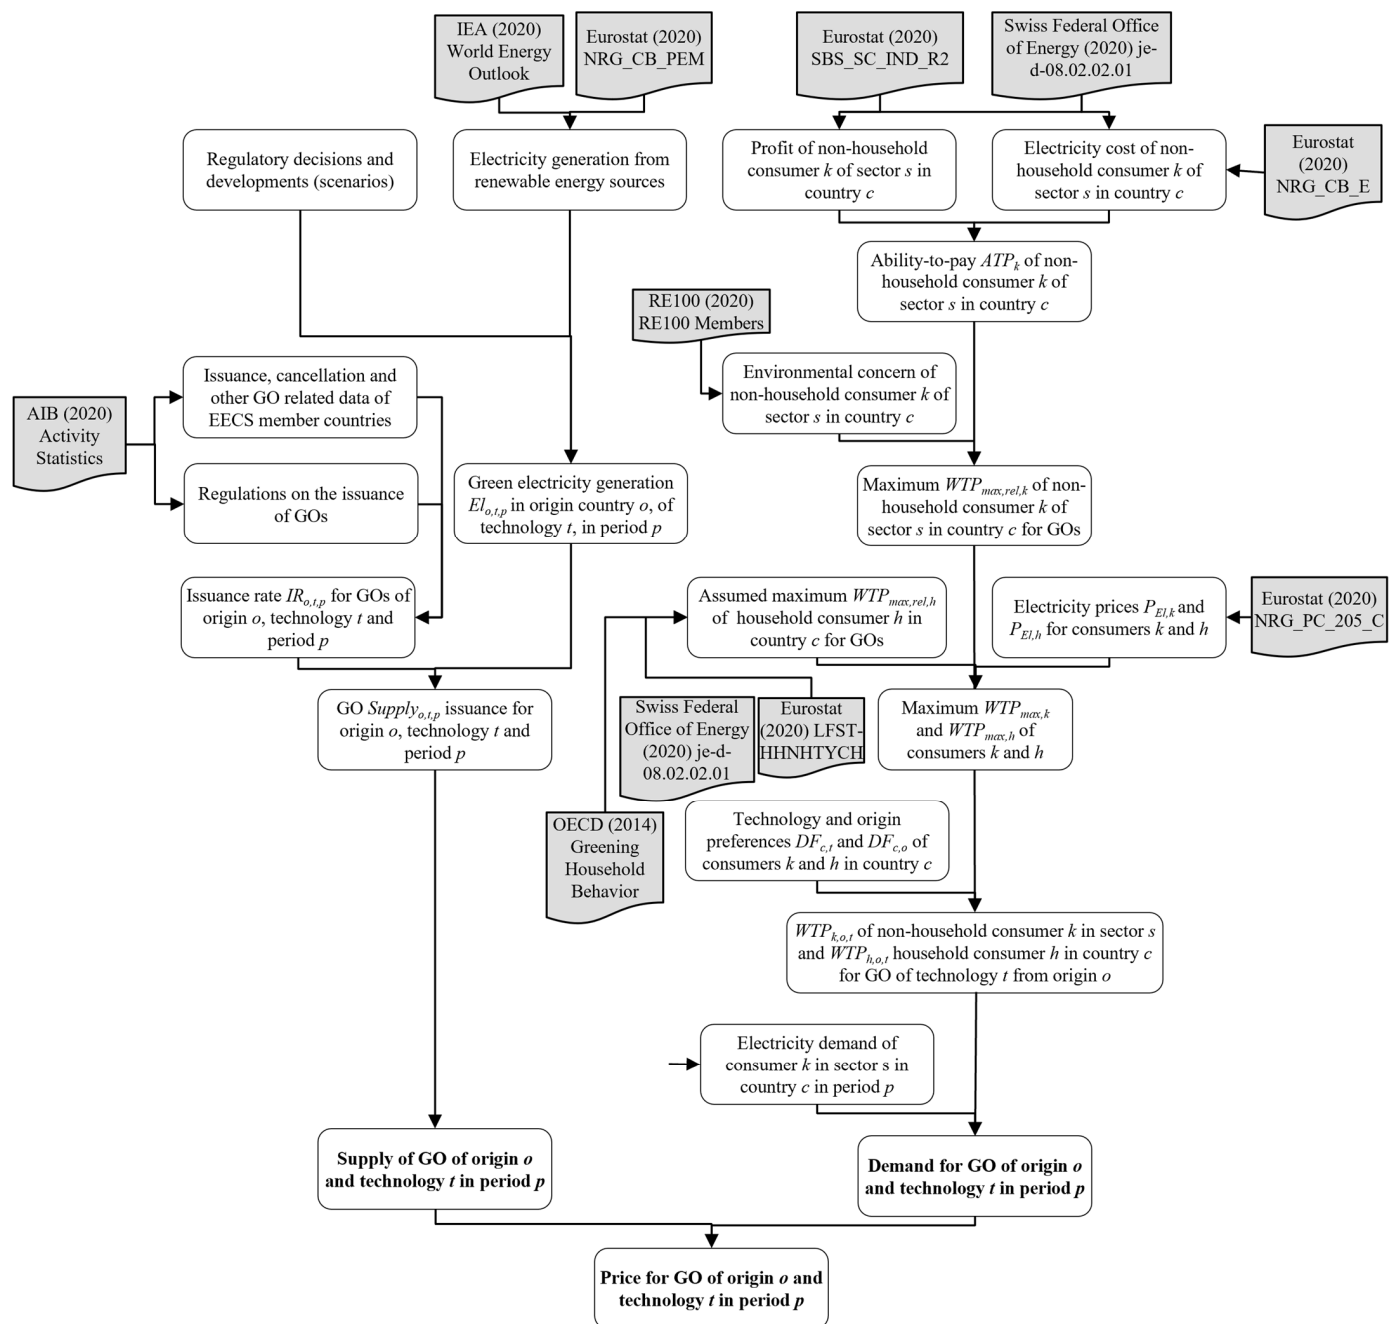 IEA (2020)
World Energy
Outlook
Eurostat (2020)
NRG_CB_PEM
Eurostat (2020)
SBS_SC_IND_R2
Swiss Federal Office
of Energy (2020) je-
d-08.02.02.01
Regulatory decisions and
developments (scenarios)
Electricity generation from
renewable energy sources
Profit of non-household
consumer k of sector s in
country c
Electricity cost of non-
household consumer k of
sector s in country c
Eurostat
(2020)
NRG_CB_E
Ability-to-pay ATPk of non-
household consumer k of
sector s in country c
RE100 (2020)
RE100 Members
Environmental concern of
non-household consumer k of
sector s in country c
Issuance, cancellation and
other GO related data of
EECS member countries
AIB (2020)
Activity
Statistics
Regulations on the issuance
of GOs
Green electricity generation
Elo,t,p in origin country o, of
technology t, in period p
Maximum WTPmax,rel,k of non-
household consumer k of
sector s in country c for GOs
Issuance rate IRo,t,p for GOs of
origin o, technology t and
period p
Assumed maximum WTPmax,rel,h
of household consumer h in
country c for GOs
Electricity prices PEl,k and
PEl,h for consumers k and h
Eurostat (2020)
NRG_PC_205_C
GO Supplyo,t,p issuance for
origin o, technology t and
period p
Swiss Federal
Office of Energy
(2020) je-d-
08.02.02.01
Eurostat
(2020) LFST-
HHNHTYCH
Maximum WTPmax,k
and WTPmax,h of
consumers k and h
OECD (2014)
Greening
Household
Behavior
Technology and origin
preferences DFc,t and DFc,o of
consumers k and h in country c
WTPk,o,t of non-household consumer k in sector s
and WTPh,o,t household consumer h in country c
for GO of technology t from origin o
Electricity demand of
consumer k in sector s in
country c in period p
Supply of GO of origin o
and technology t in period p
Demand for GO of origin o
and technology t in period p
Price for GO of origin o and
technology t in period p